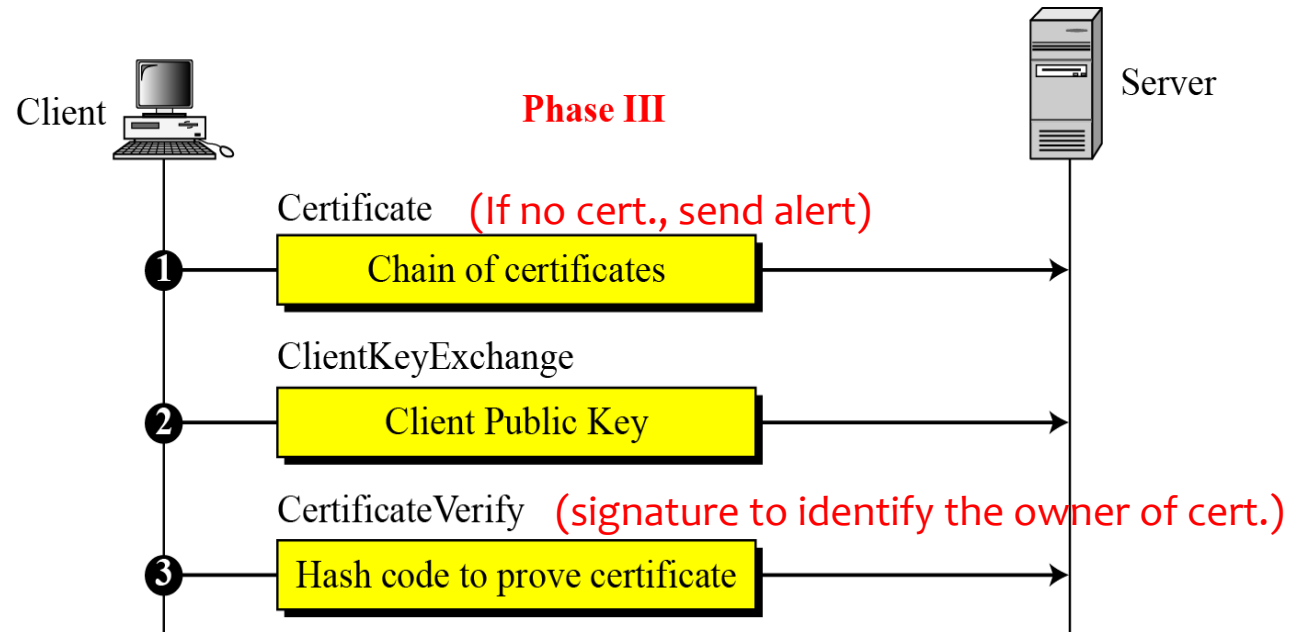 Client
Phase III
Server
Certificate (If no cert., send alert)
1 Chain of certificates
ClientKeyExchange
2 Client Public Key
CertificateVerify (signature to identify the owner of cert.)
3 Hash code to prove certificate